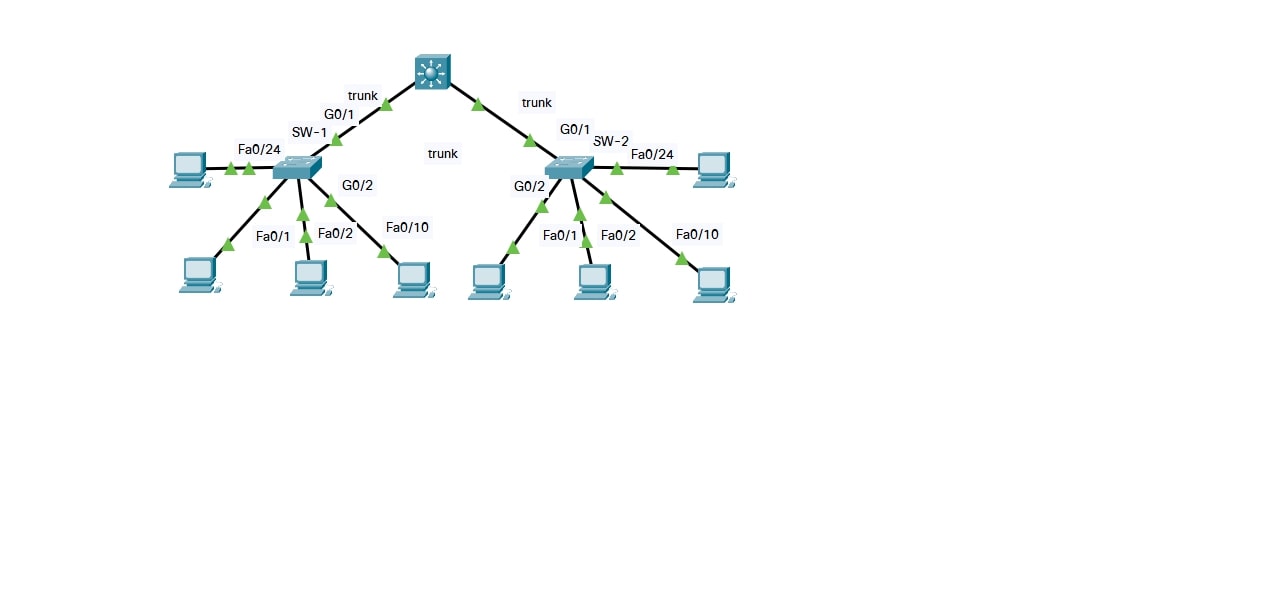 trunk
trunk
G0/1
G0/1
SW-1
SW-2
Fa0/24
trunk
Fa0/24
G0/2
G0/2
Fa0/10
Fa0/1
Fa0/2
Fa0/1
Fa0/2
Fa0/10